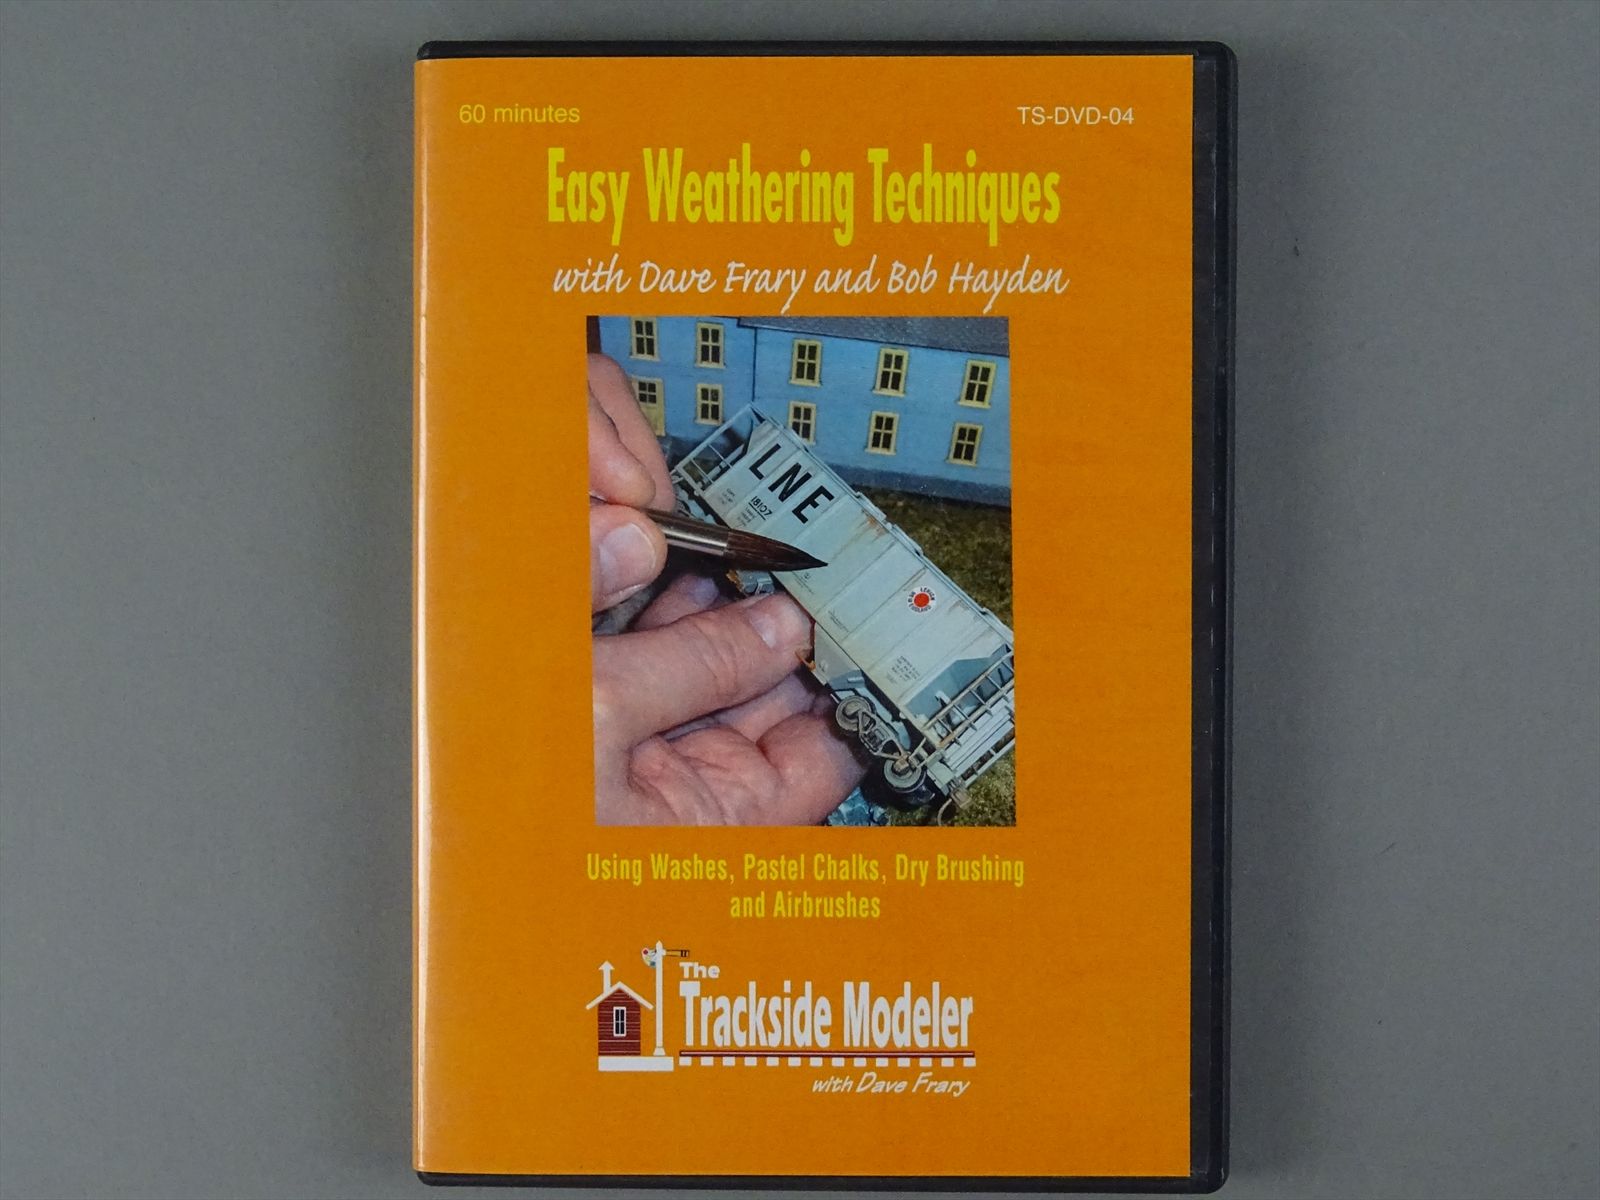 60 minutes
TS-DVD-04
Easy Weathering Techniques
with Dave Frary and Bob Hayden
LNE
18107
Using Washes, Pastel Chalks, Dry Brushing
and Airbrushes
The
Trackside Modeler
with Dave Frary